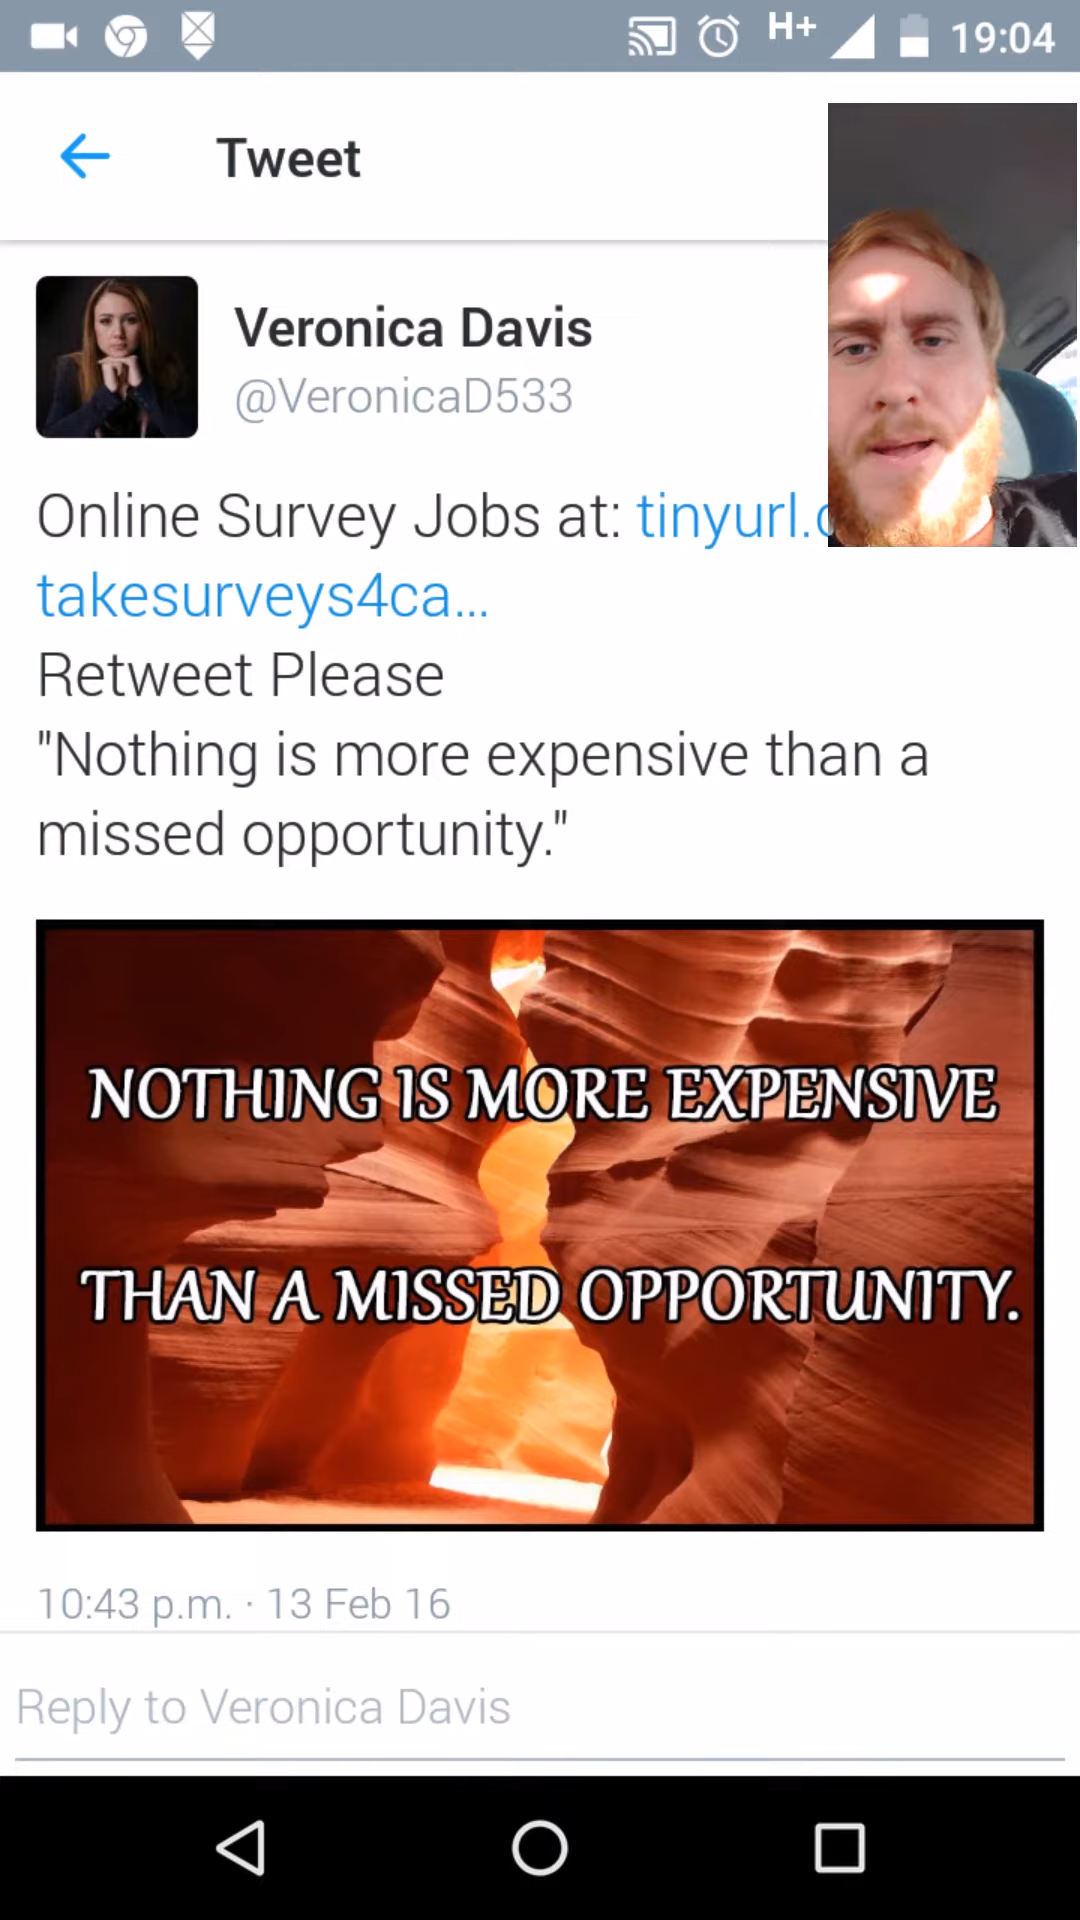 H+ 19:04
Tweet
Veronica Davis
@VeronicaD533
Online Survey Jobs at: tinyurl.
takesurveys4ca...
Retweet Please
"Nothing is more expensive than a
missed opportunity."
NOTHING IS MORE EXPENSIVE
THAN A MISSED OPPORTUNITY.
10:43 p.m. · 13 Feb 16
Reply to Veronica Davis